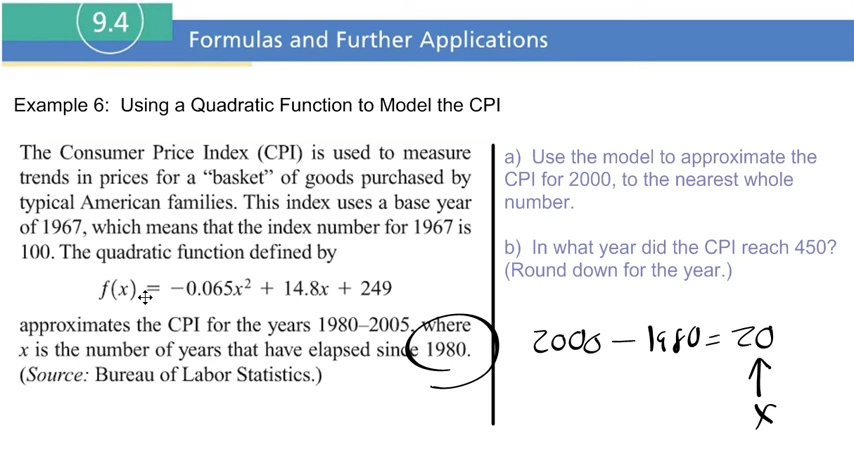 9.4
Formulas and Further Applications
Example 6: Using a Quadratic Function to Model the CPI
The Consumer Price Index (CPI) is used to measure
trends in prices for a “basket” of goods purchased by
typical American families. This index uses a base year
of 1967, which means that the index number for 1967 is
100. The quadratic function defined by
f(x) = −0.065x² + 14.8x + 249
approximates the CPI for the years 1980–2005, where
x is the number of years that have elapsed since 1980.
(Source: Bureau of Labor Statistics.)
a) Use the model to approximate the
CPI for 2000, to the nearest whole
number.
b) In what year did the CPI reach 450?
(Round down for the year.)
2000 − 1980 = 20
x